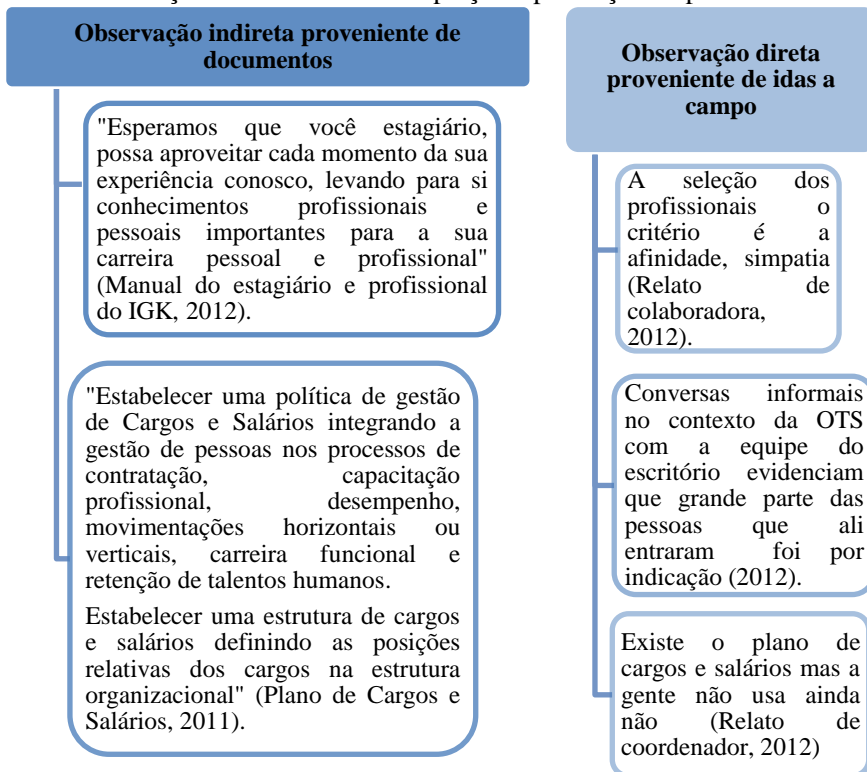 Observação indireta proveniente de
documentos
"Esperamos que você estagiário,
possa aproveitar cada momento da sua
experiência conosco, levando para si
conhecimentos profissionais e
pessoais importantes para a sua
carreira pessoal e profissional"
(Manual do estagiário e profissional
do IGK, 2012).
"Estabelecer uma política de gestão
de Cargos e Salários integrando a
gestão de pessoas nos processos de
contratação, capacitação
profissional, desempenho,
movimentações horizontais ou
verticais, carreira funcional e
retenção de talentos humanos.
Estabelecer uma estrutura de cargos
e salários definindo as posições
relativas dos cargos na estrutura
organizacional" (Plano de Cargos e
Salários, 2011).
Observação direta
proveniente de idas a
campo
A seleção dos
profissionais o
critério é a
afinidade, simpatia
(Relato de
colaboradora,
2012).
Conversas informais
no contexto da OTS
com a equipe do
escritório evidenciam
que grande parte das
pessoas que ali
entraram foi por
indicação (2012).
Existe o plano de
cargos e salários mas a
gente não usa ainda
não (Relato de
coordenador, 2012)